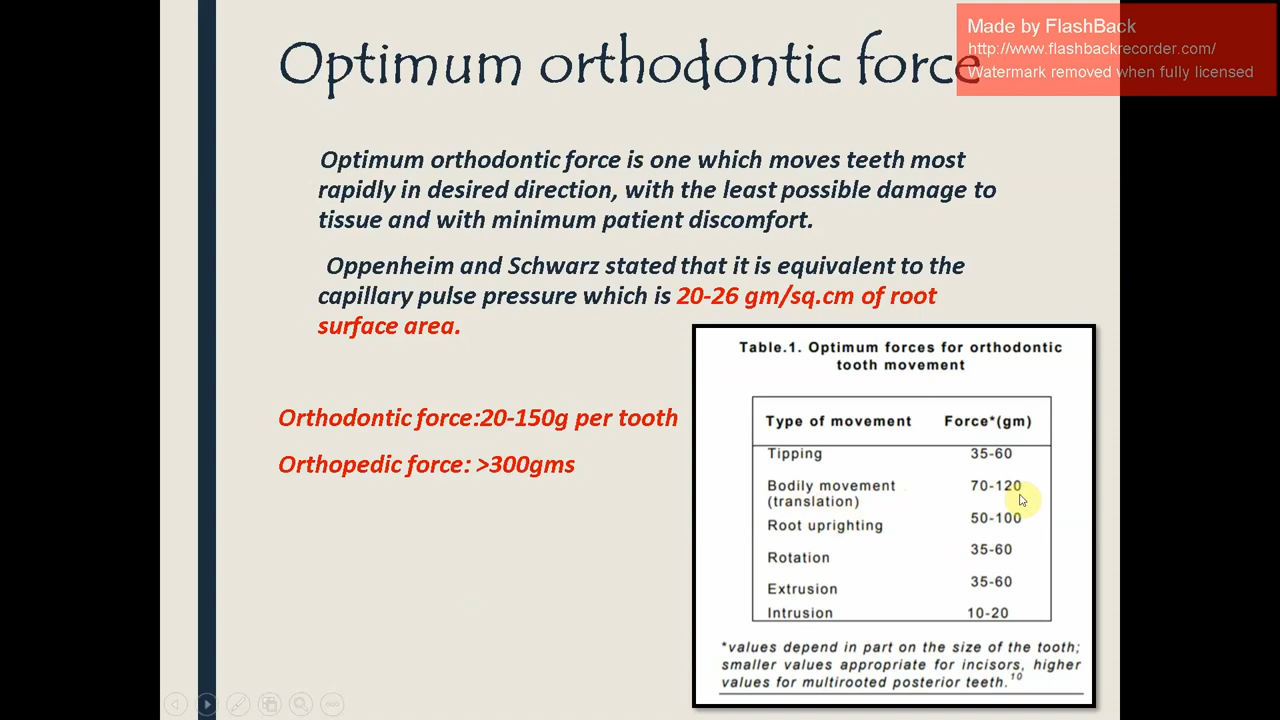 Optimum orthodontic force
Made by FlashBack
http://www.flashbackrecorder.com/
Watermark removed when fully licensed
Optimum orthodontic force is one which moves teeth most
rapidly in desired direction, with the least possible damage to
tissue and with minimum patient discomfort.
Oppenheim and Schwarz stated that it is equivalent to the
capillary pulse pressure which is 20-26 gm/sq.cm of root
surface area.
Orthodontic force:20-150g per tooth
Orthopedic force: >300gms
Table.1. Optimum forces for orthodontic
tooth movement
Type of movement Force*(gm)
Tipping 35-60
Bodily movement 70-120
(translation)
Root uprighting 50-100
Rotation 35-60
Extrusion 35-60
Intrusion 10-20
*values depend in part on the size of the tooth;
smaller values appropriate for incisors, higher
values for multirooted posterior teeth.10